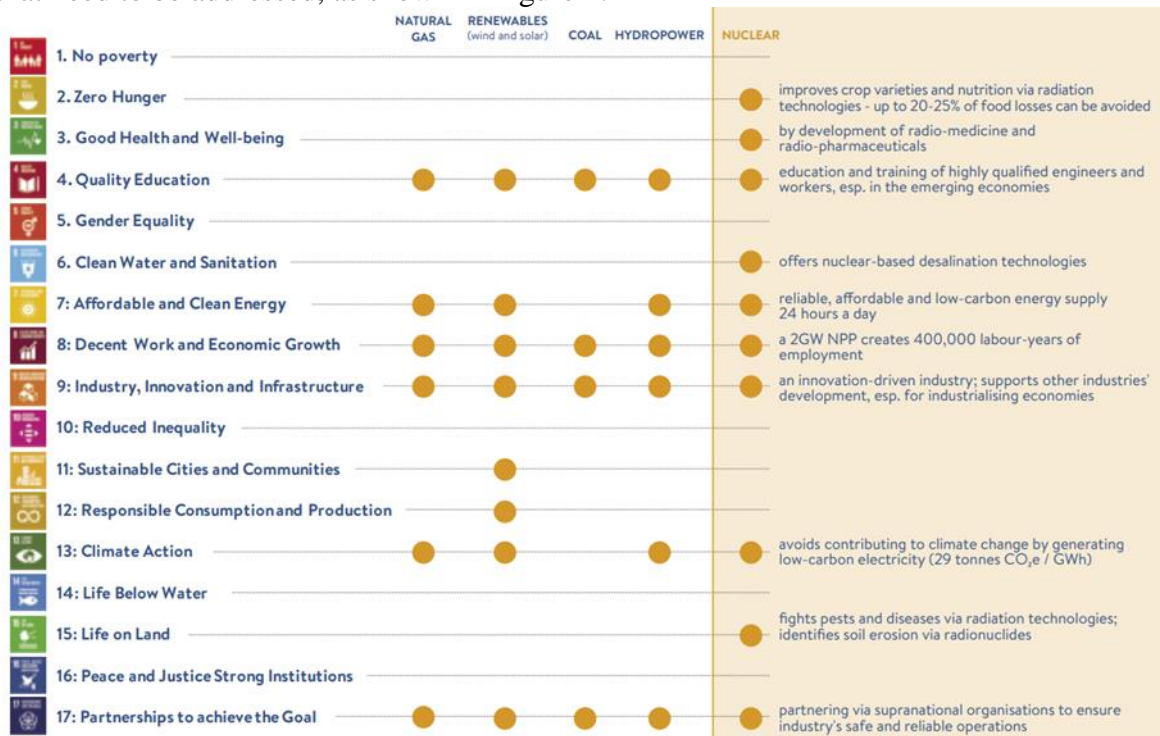 NATURAL GAS
RENEWABLES (wind and solar)
COAL
HYDROPOWER
NUCLEAR
1. No poverty
2. Zero Hunger
improves crop varieties and nutrition via radiation
technologies - up to 20-25% of food losses can be avoided
3. Good Health and Well-being
by development of radio-medicine and
radio-pharmaceuticals
4. Quality Education
education and training of highly qualified engineers and
workers, esp. in the emerging economies
5. Gender Equality
6. Clean Water and Sanitation
offers nuclear-based desalination technologies
7: Affordable and Clean Energy
reliable, affordable and low-carbon energy supply
24 hours a day
8: Decent Work and Economic Growth
a 2GW NPP creates 400,000 labour-years of
employment
9: Industry, Innovation and Infrastructure
an innovation-driven industry; supports other industries'
development, esp. for industrialising economies
10: Reduced Inequality
11: Sustainable Cities and Communities
12: Responsible Consumption and Production
13: Climate Action
avoids contributing to climate change by generating
low-carbon electricity (29 tonnes CO₂e / GWh)
14: Life Below Water
15: Life on Land
fights pests and diseases via radiation technologies;
identifies soil erosion via radionuclides
16: Peace and Justice Strong Institutions
17: Partnerships to achieve the Goal
partnering via supranational organisations to ensure
industry's safe and reliable operations